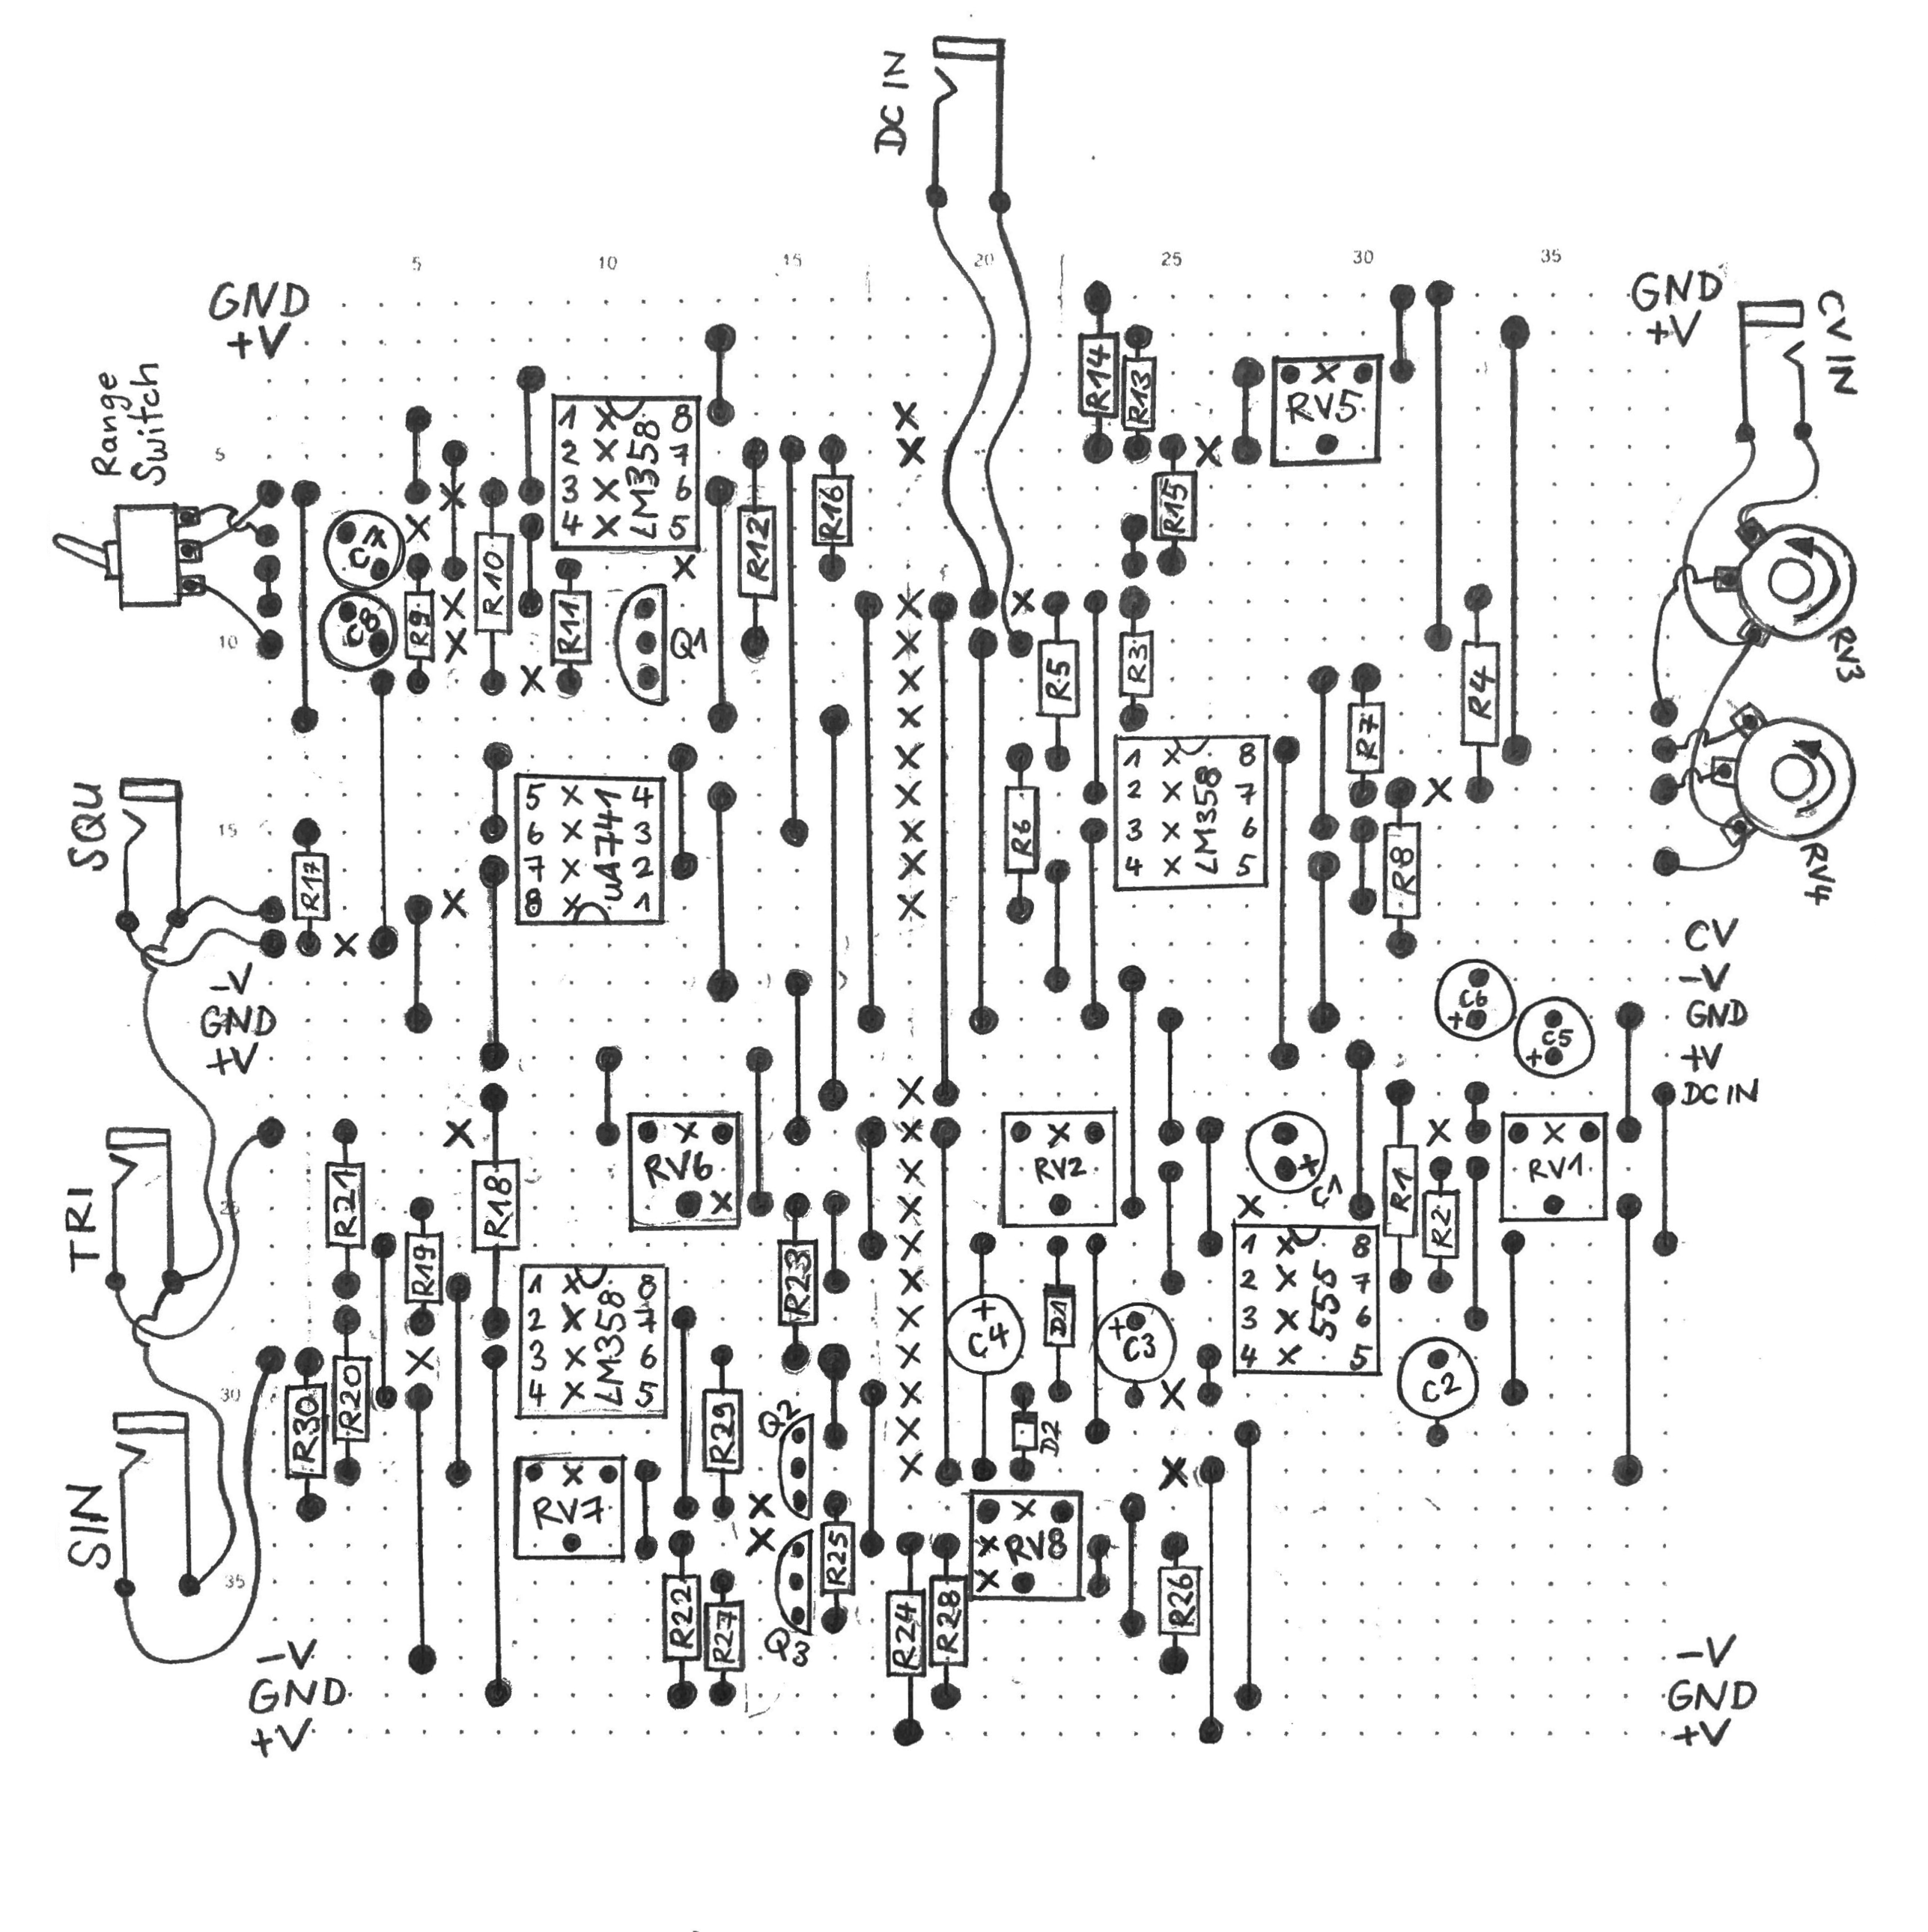 DC IN
5 10 15 20 25 30 35
GND
+V
GND
+V
CV IN
Range
Switch
R14
R13
RV5
1 X 8
2 X 7
3 X 6
4 X 5
LM358
5
R16
R15
C7
C8
R9
R10
R11
R12
Q1
10
R5
R3
R4
RV3
R7
SQU
15
R17
5 X 4
6 X 3
7 X 2
8 X 1
uA741
R6
1 X 8
2 X 7
3 X 6
4 X 5
LM358
R8
RV4
-V
GND
+V
CV
-V
GND
+V
DC IN
C6
+
C5
+
TRI
R21
R18
RV6
RV2
C1
+
R1
R2
RV1
25
R19
R23
1 X 8
2 X 7
3 X 6
4 X 5
LM358
+
C4
D1
+
C3
1 X 8
2 X 7
3 X 6
4 X 5
555
C2
30
R30
R20
R29
Q2
D2
SIN
RV7
R25
RV8
35
R22
R27
Q3
R24
R28
R26
-V
GND
+V
-V
GND
+V